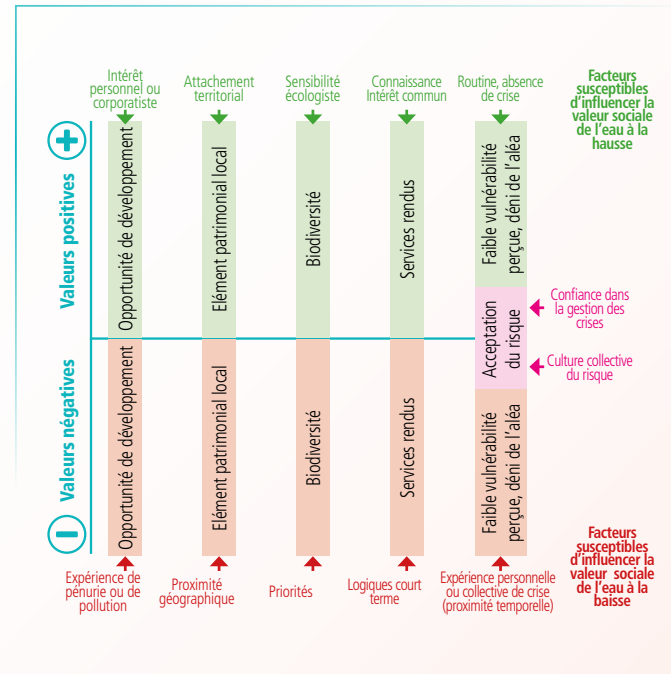 Intérêt
personnel ou
corporatiste
Attachement
territorial
Sensibilité
écologiste
Connaissance
Intérêt commun
Routine, absence
de crise
Facteurs
susceptibles
d'influencer la
valeur sociale
de l'eau à la
hausse
+
Valeurs positives
Opportunité de développement
Elément patrimonial local
Biodiversité
Services rendus
Faible vulnérabilité
perçue, déni de l'aléa
Acceptation
du risque
Confiance dans
la gestion des
crises
Culture collective
du risque
Valeurs négatives
–
Opportunité de développement
Elément patrimonial local
Biodiversité
Services rendus
Faible vulnérabilité
perçue, déni de l'aléa
Expérience de
pénurie ou de
pollution
Proximité
géographique
Priorités
Logiques court
terme
Expérience personnelle
ou collective de crise
(proximité temporelle)
Facteurs
susceptibles
d'influencer la
valeur sociale
de l'eau à la
baisse